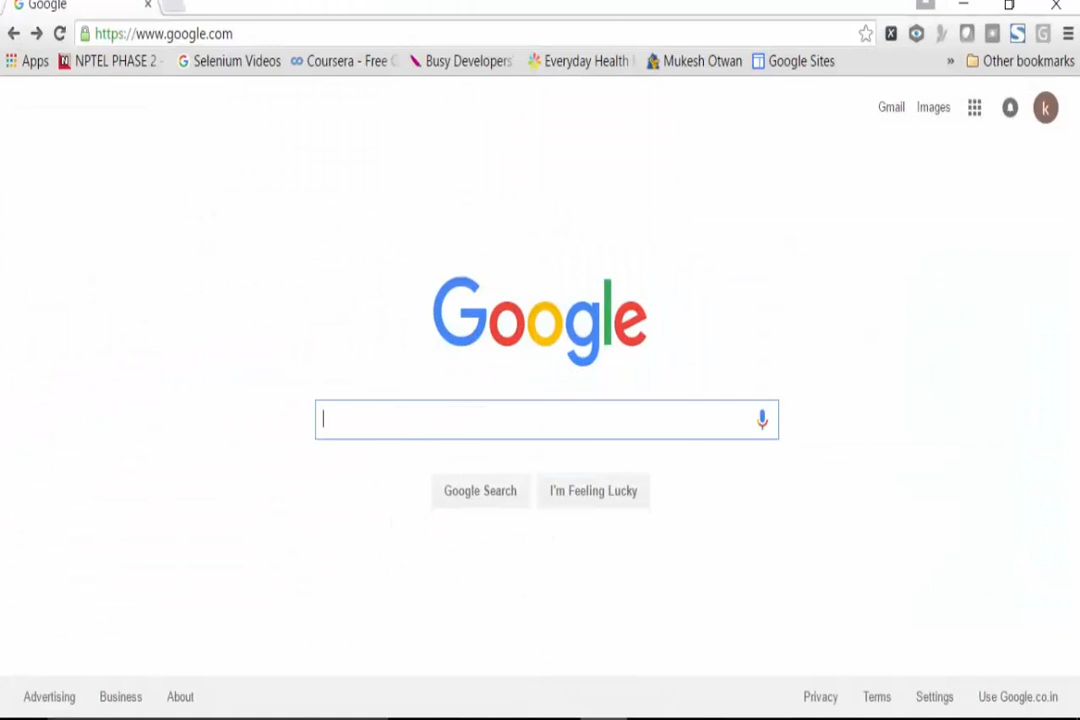 Google
https://www.google.com
Apps NPTEL PHASE 2 - Selenium Videos Coursera - Free Busy Developers' Everyday Health Mukesh Otwan Google Sites » Other bookmarks
Gmail Images k
Google
Google Search I'm Feeling Lucky
Advertising Business About Privacy Terms Settings Use Google.co.in